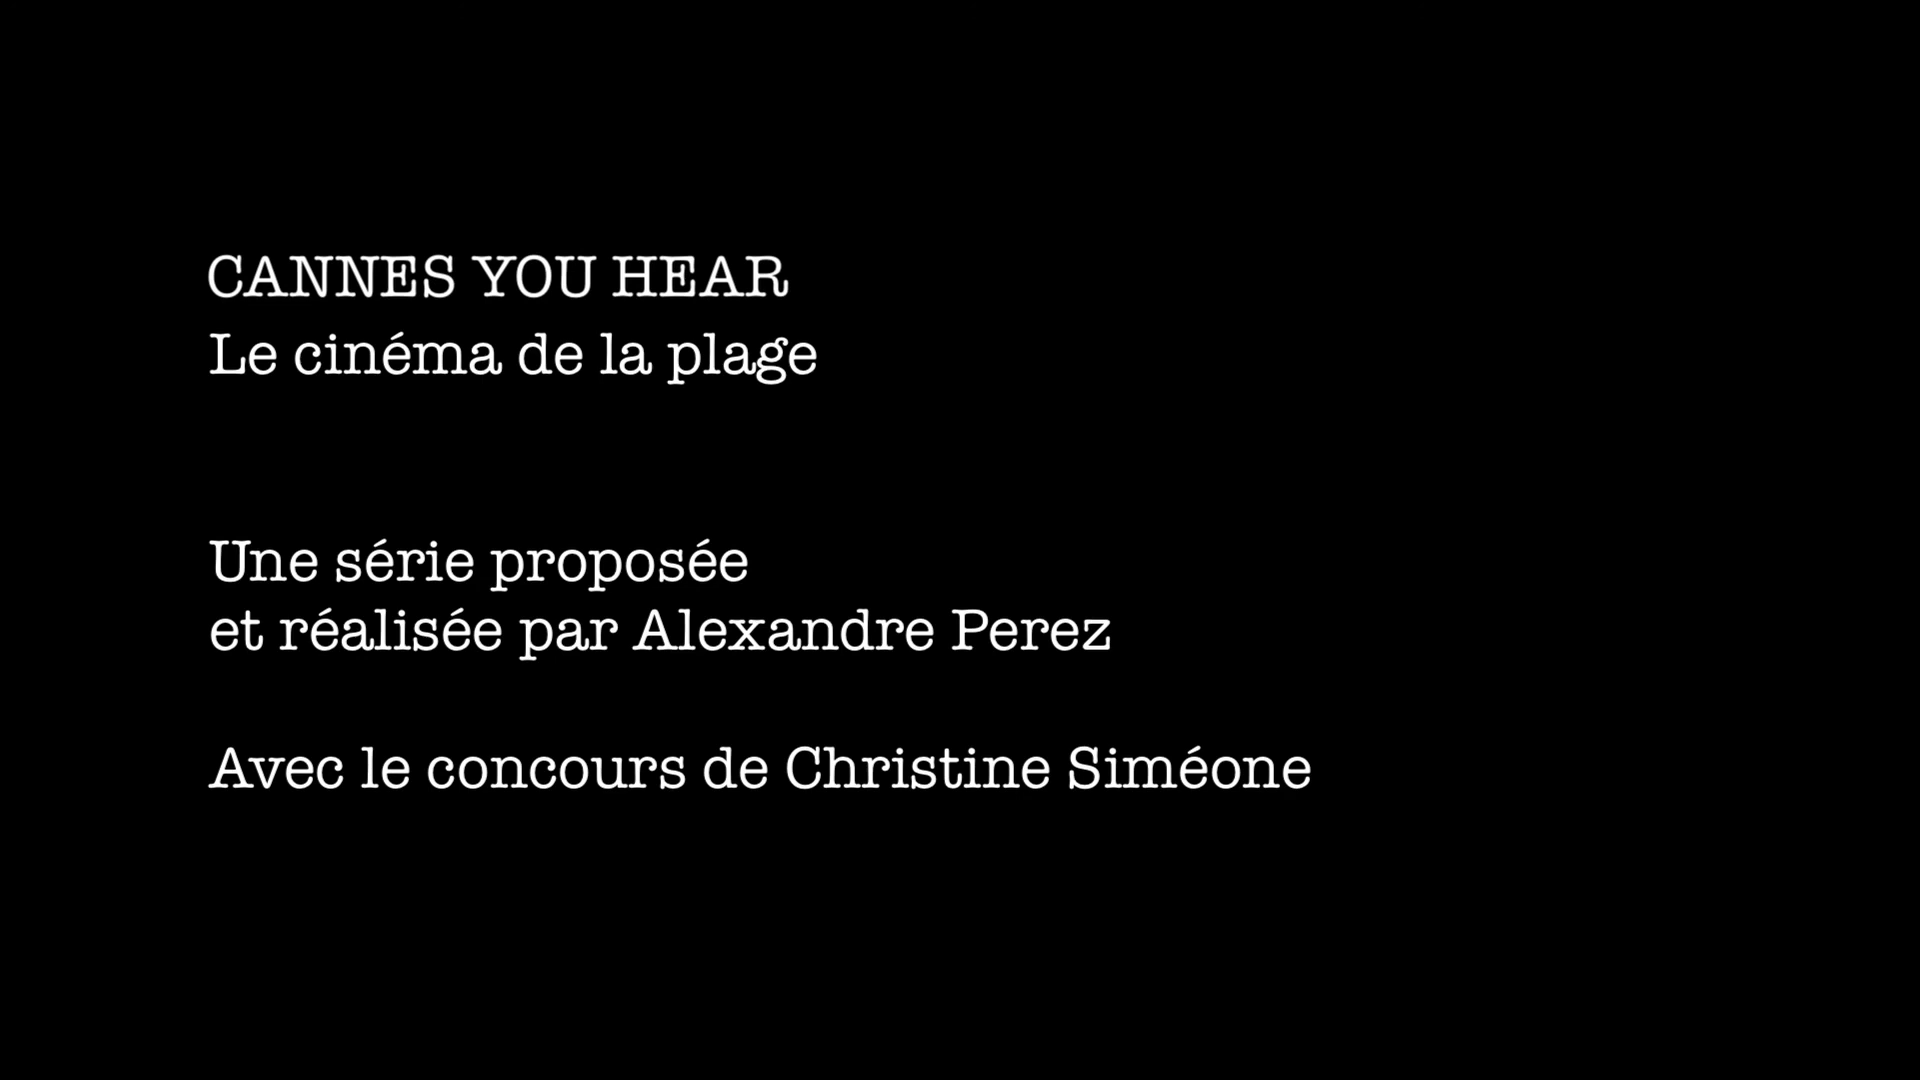 CANNES YOU HEAR
Le cinéma de la plage
Une série proposée
et réalisée par Alexandre Perez
Avec le concours de Christine Siméone